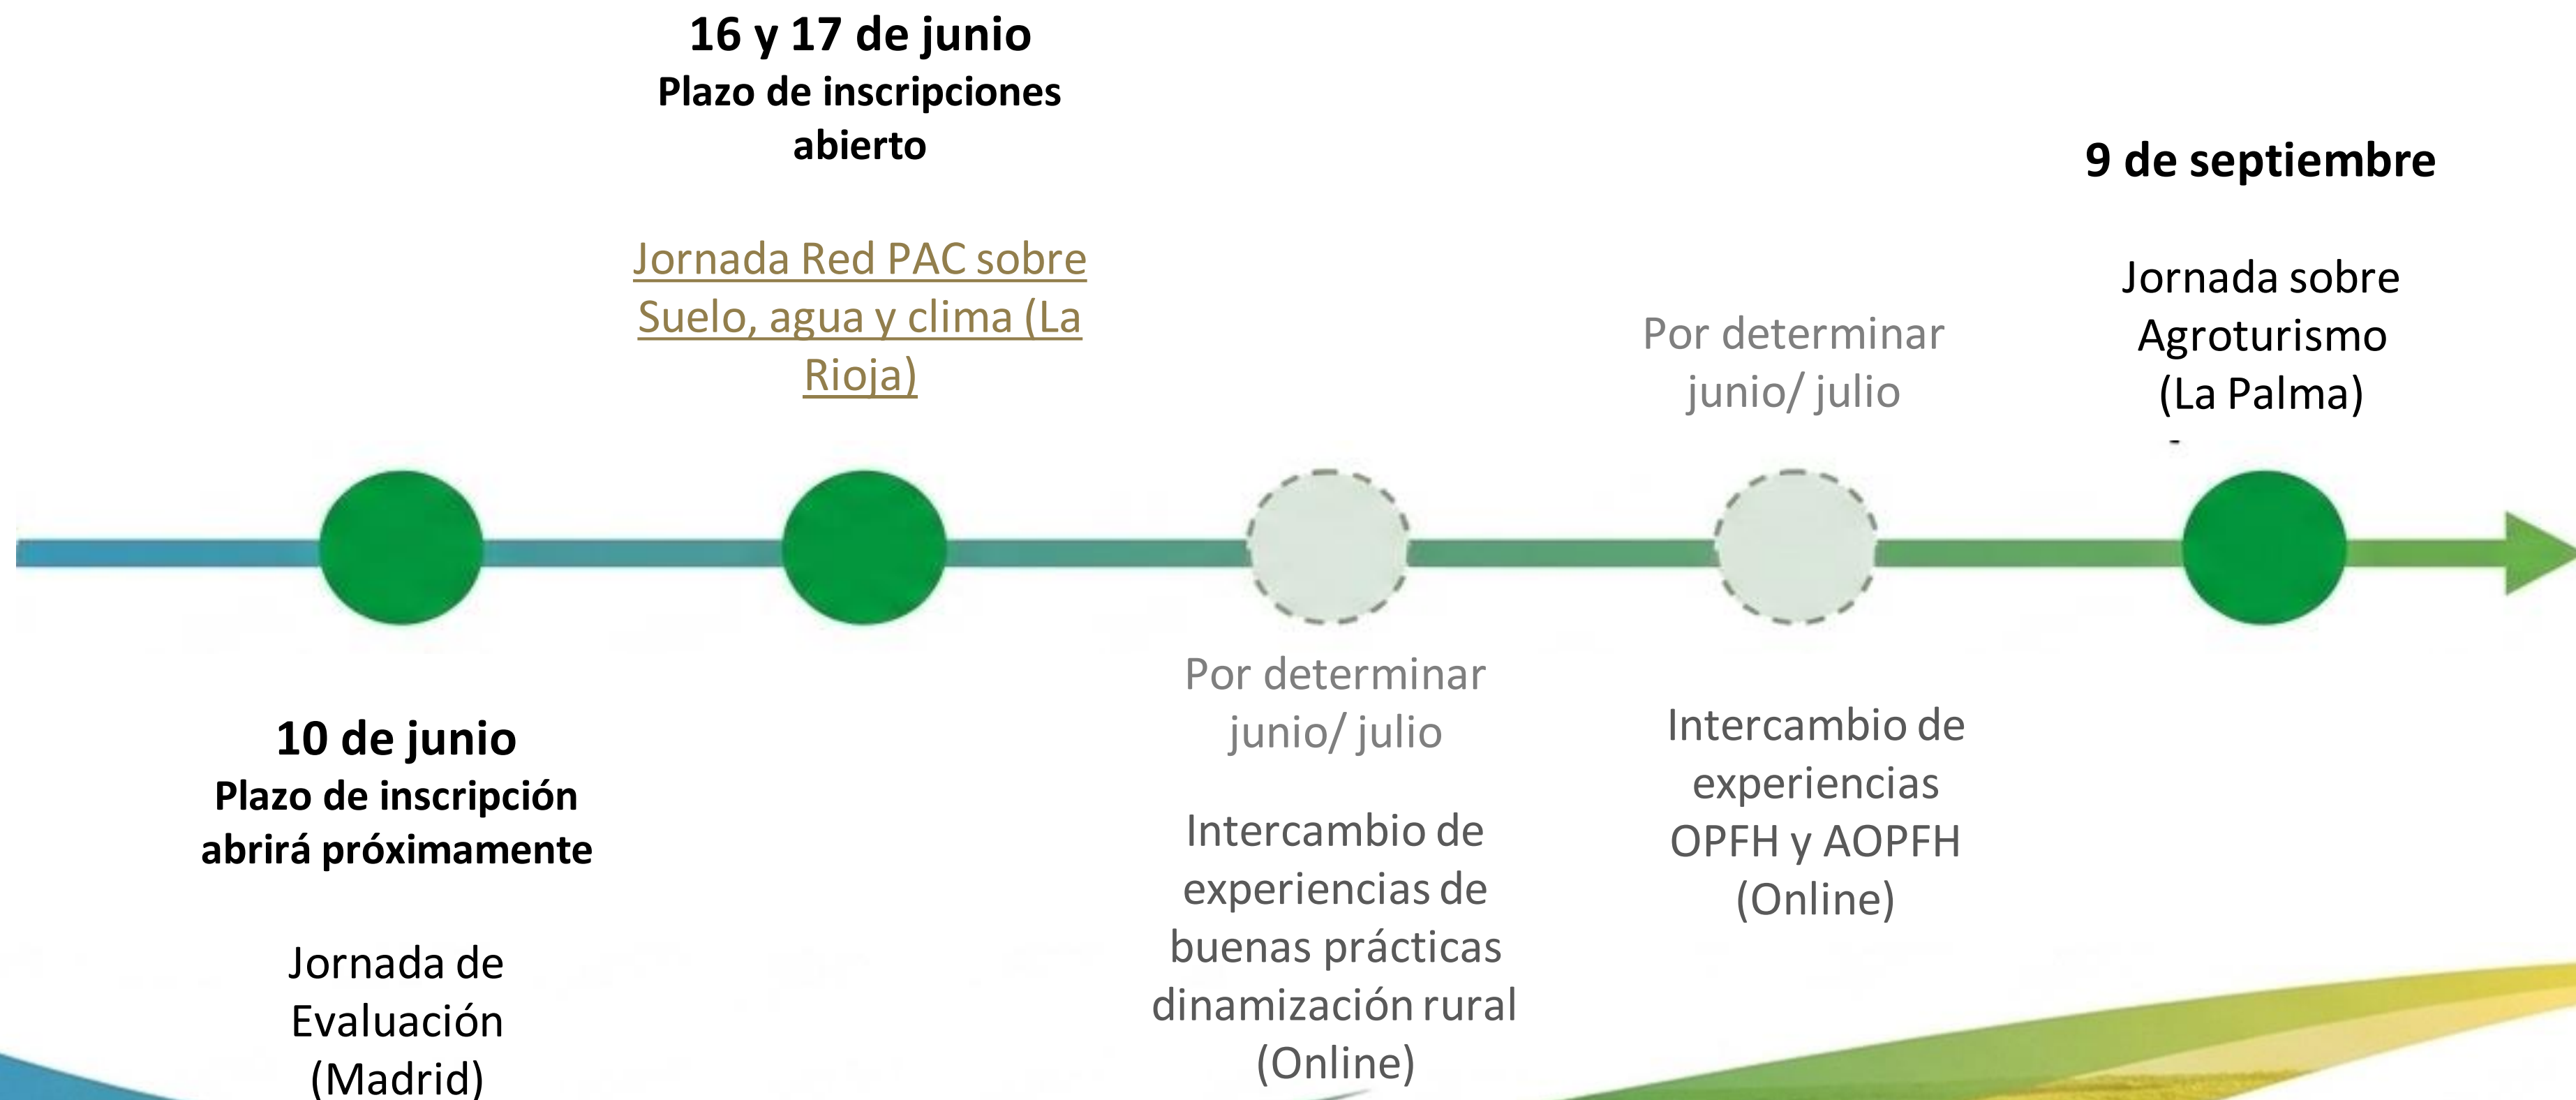 16 y 17 de junio
Plazo de inscripciones
abierto
Jornada Red PAC sobre
Suelo, agua y clima (La
Rioja)
9 de septiembre
Jornada sobre
Agroturismo
(La Palma)
Por determinar
junio/ julio
10 de junio
Plazo de inscripción
abrirá próximamente
Jornada de
Evaluación
(Madrid)
Por determinar
junio/ julio
Intercambio de
experiencias de
buenas prácticas
dinamización rural
(Online)
Intercambio de
experiencias
OPFH y AOPFH
(Online)